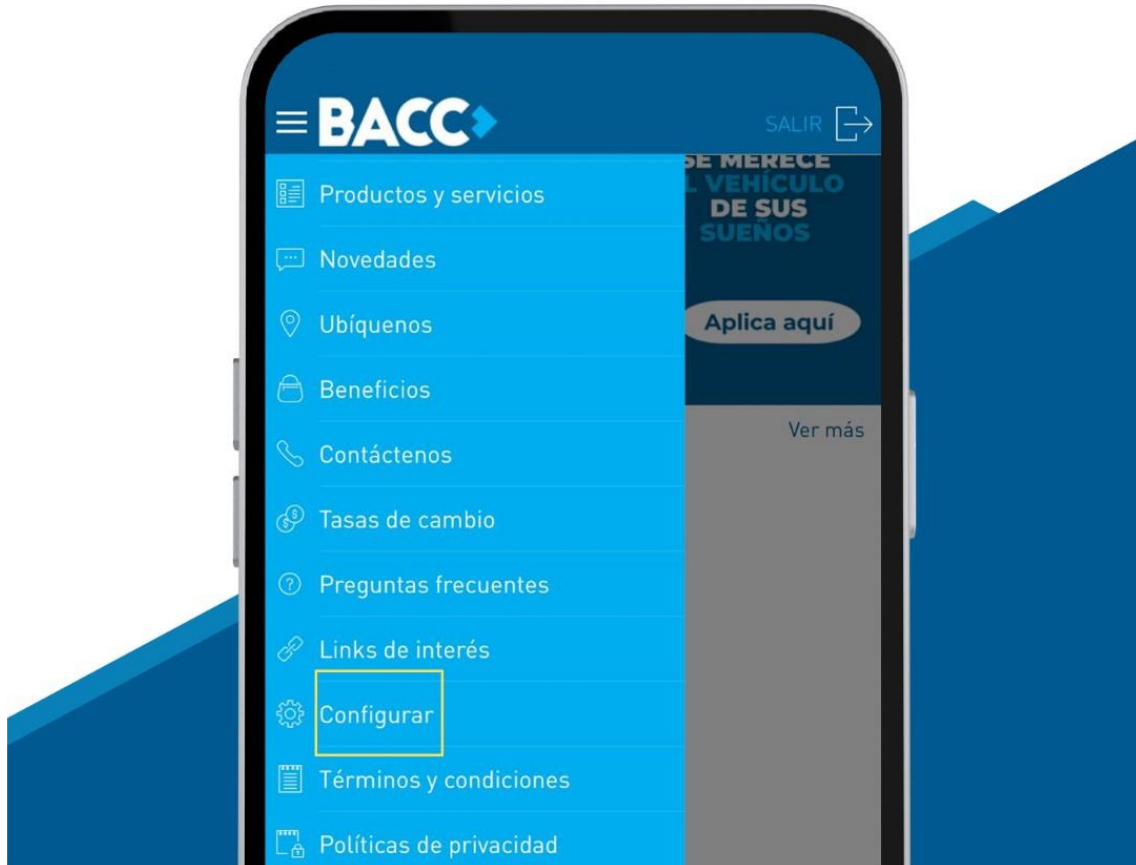 BACC
SALIR
Productos y servicios
Novedades
Ubíquenos
Beneficios
Contáctenos
Tasas de cambio
Preguntas frecuentes
Links de interés
Configurar
Términos y condiciones
Políticas de privacidad
SE MERECE
L VEHÍCULO
DE SUS
SUEÑOS
Aplica aquí
Ver más